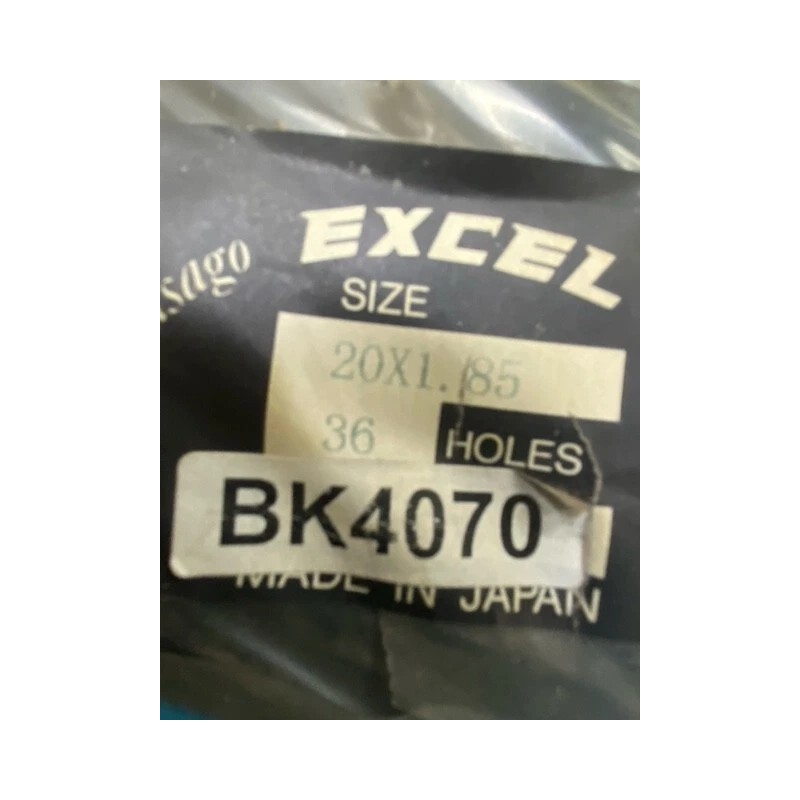 EXCEL
SIZE
20X1.85
36 HOLES
BK4070
MADE IN JAPAN